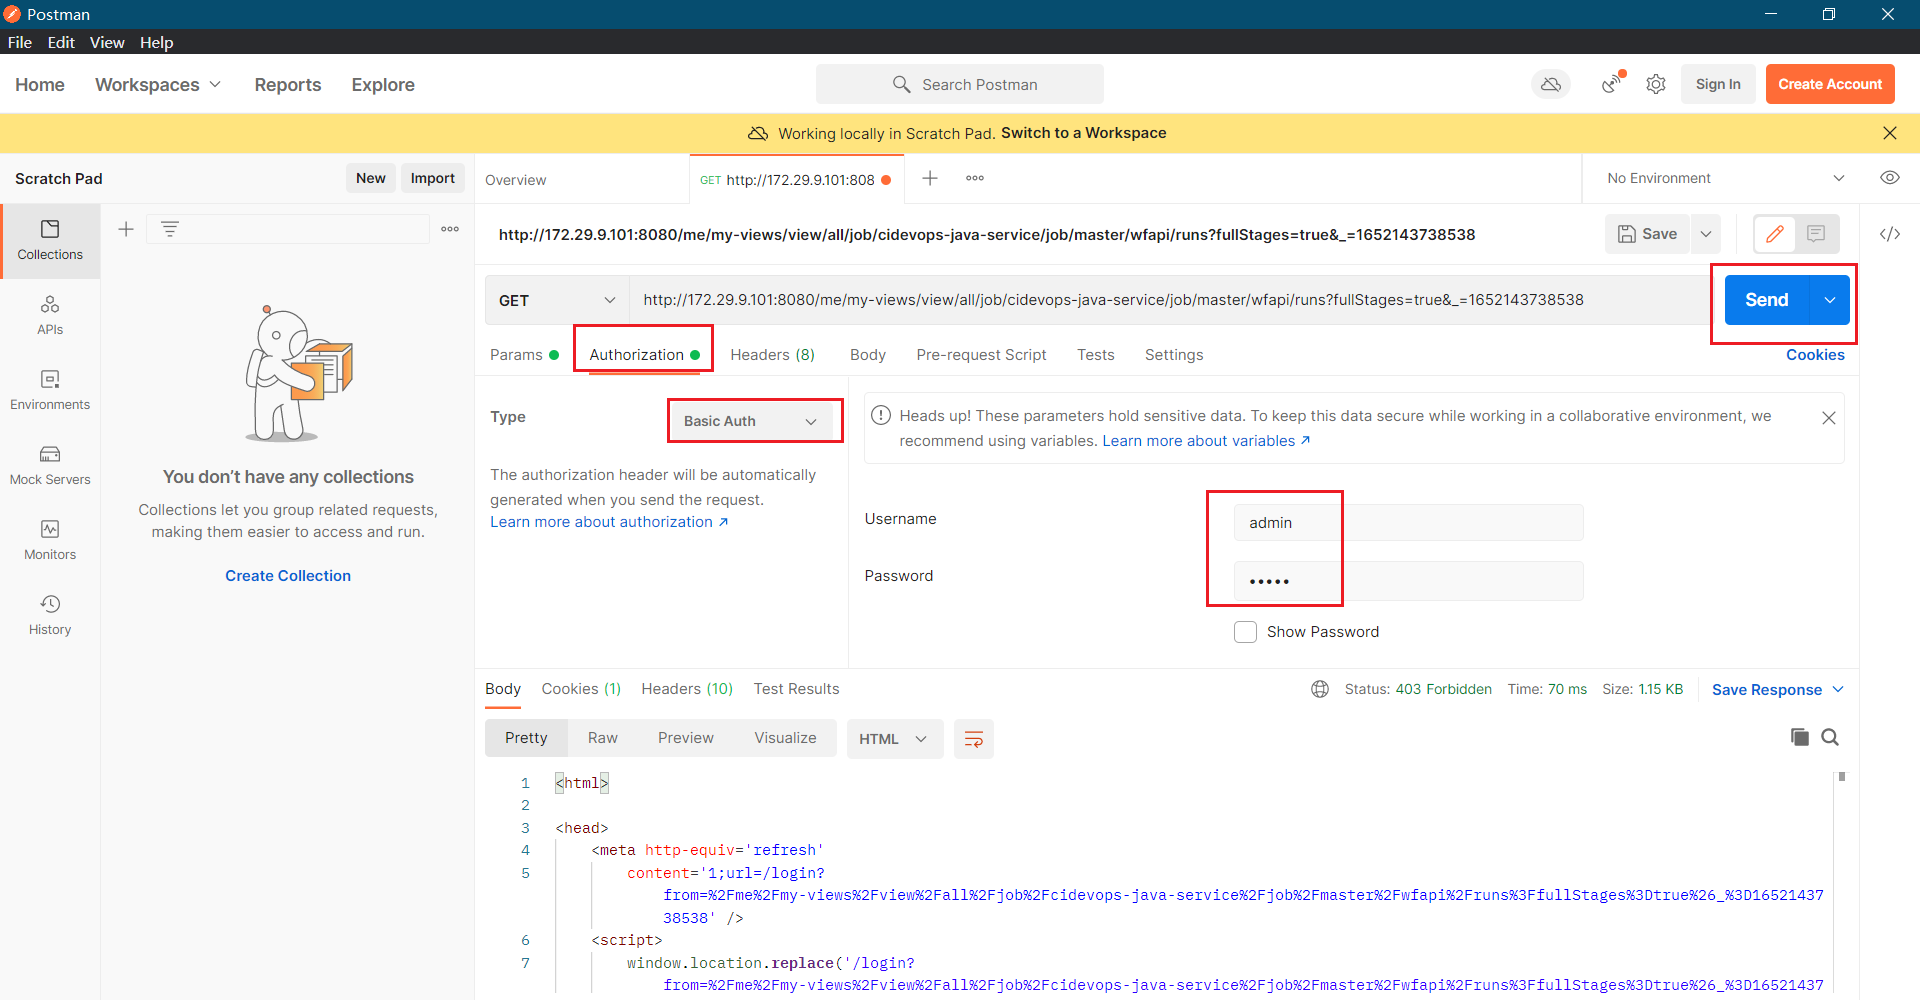 Postman
File Edit View Help
Home Workspaces Reports Explore
Search Postman
Sign In
Create Account
Working locally in Scratch Pad. Switch to a Workspace
Scratch Pad
New
Import
Overview
GET http://172.29.9.101:808
No Environment
Collections
APIs
Environments
Mock Servers
Monitors
History
You don’t have any collections
Collections let you group related requests,
making them easier to access and run.
Create Collection
http://172.29.9.101:8080/me/my-views/view/all/job/cidevops-java-service/job/master/wfapi/runs?fullStages=true&_=1652143738538
Save
</>
GET
http://172.29.9.101:8080/me/my-views/view/all/job/cidevops-java-service/job/master/wfapi/runs?fullStages=true&_=1652143738538
Send
Params Authorization Headers (8) Body Pre-request Script Tests Settings
Cookies
Type
Basic Auth
The authorization header will be automatically
generated when you send the request.
Learn more about authorization ↗
Heads up! These parameters hold sensitive data. To keep this data secure while working in a collaborative environment, we
recommend using variables. Learn more about variables ↗
Username
admin
Password
•••••
Show Password
Body Cookies (1) Headers (10) Test Results
Status: 403 Forbidden Time: 70 ms Size: 1.15 KB
Save Response
Pretty Raw Preview Visualize
HTML
1 <html>
2
3 <head>
4 <meta http-equiv='refresh'
5 content='1;url=/login?
from=%2Fme%2Fmy-views%2Fview%2Fall%2Fjob%2Fcidevops-java-service%2Fjob%2Fmaster%2Fwfapi%2Fruns%3FfullStages%3Dtrue%26_%3D16521437
38538' />
6 <script>
7 window.location.replace('/login?
from=%2Fme%2Fmy-views%2Fview%2Fall%2Fjob%2Fcidevops-java-service%2Fjob%2Fmaster%2Fwfapi%2Fruns%3FfullStages%3Dtrue%26_%3D16521437